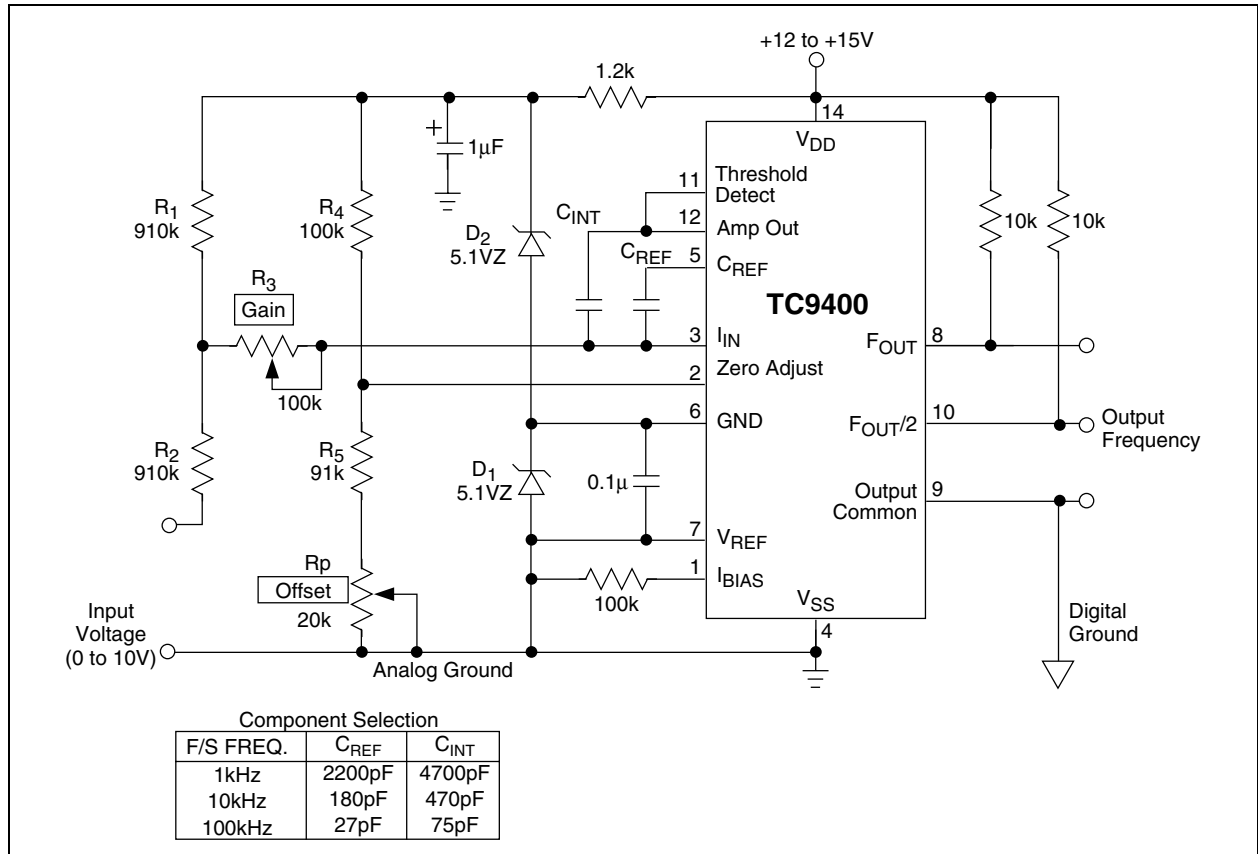 +12 to +15V
1.2k
14
VDD
+
1µF
11
Threshold
Detect
R1
910k
R4
100k
CINT
12
Amp Out
10k
10k
D2
5.1VZ
CREF
5
CREF
R3
Gain
TC9400
3
IIN
FOUT
8
100k
2
Zero Adjust
6
GND
FOUT/2
10
Output
Frequency
R2
910k
R5
91k
D1
5.1VZ
0.1µ
Output
Common
9
7
VREF
Rp
Offset
20k
1
IBIAS
100k
VSS
4
Input
Voltage
(0 to 10V)
Digital
Ground
Analog Ground
Component Selection
F/S FREQ. CREF CINT
1kHz 2200pF 4700pF
10kHz 180pF 470pF
100kHz 27pF 75pF